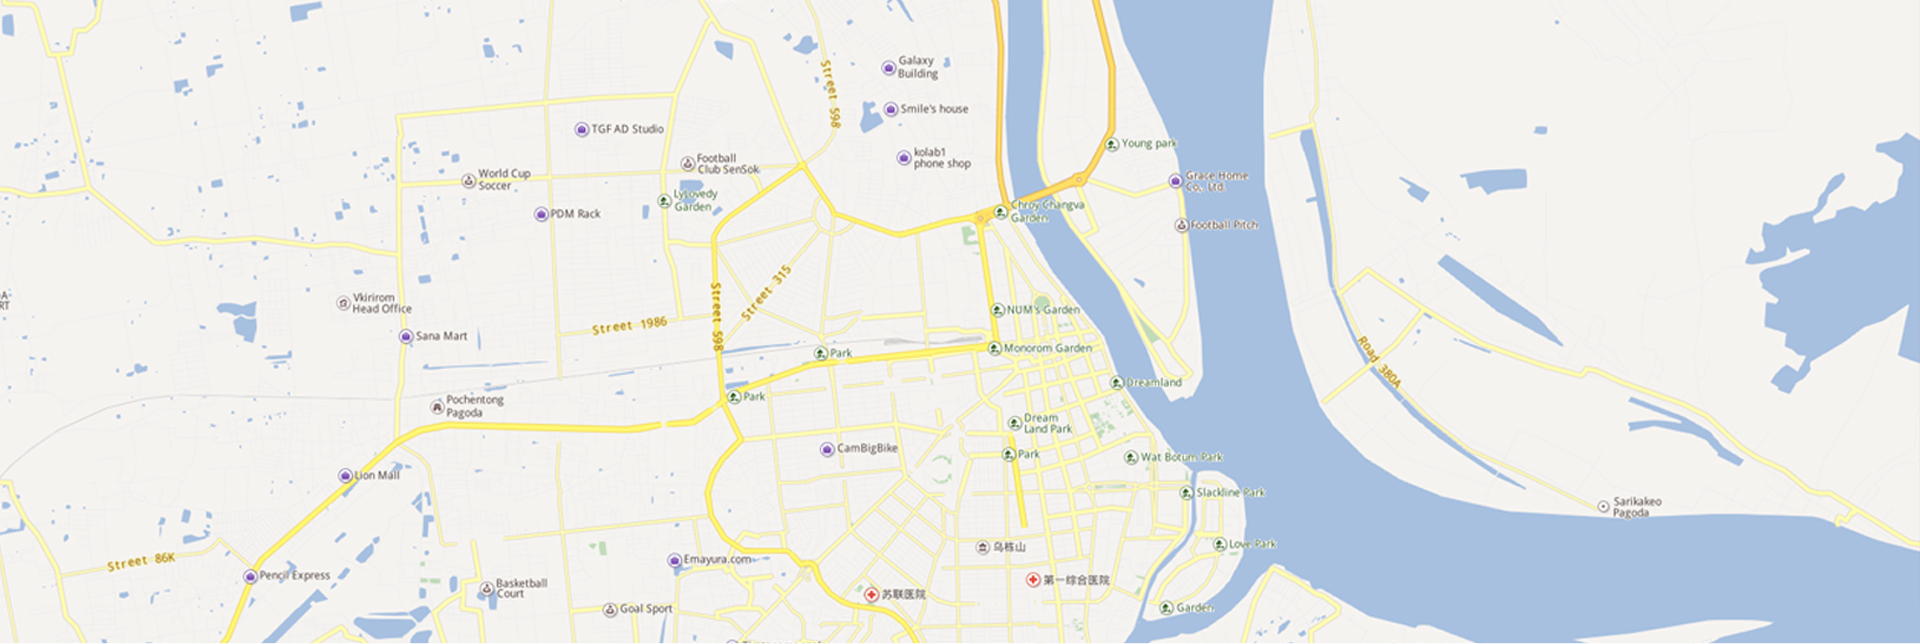 Galaxy
Building
Street 598
Smile's house
TGF AD Studio
Young park
kolab1
phone shop
Football
Club SenSok
World Cup
Soccer
Grace Home
Co., Ltd.
Lylovedy
Garden
PDM Rack
Chroy Changva
Garden
Football Pitch
Street 315
Vkirirom
Head Office
NUM's Garden
Street 598
Street 1986
Sana Mart
Monorom Garden
Park
Road 380A
Dreamland
Park
Pochentong
Pagoda
Dream
Land Park
CamBigBike
Park
Wat Botum Park
Lion Mall
Slackline Park
Sarikakeo
Pagoda
乌栋山
Love Park
Street 86K
Emayura.com
Pencil Express
第一综合医院
Basketball
Court
苏联医院
Goal Sport
Garden